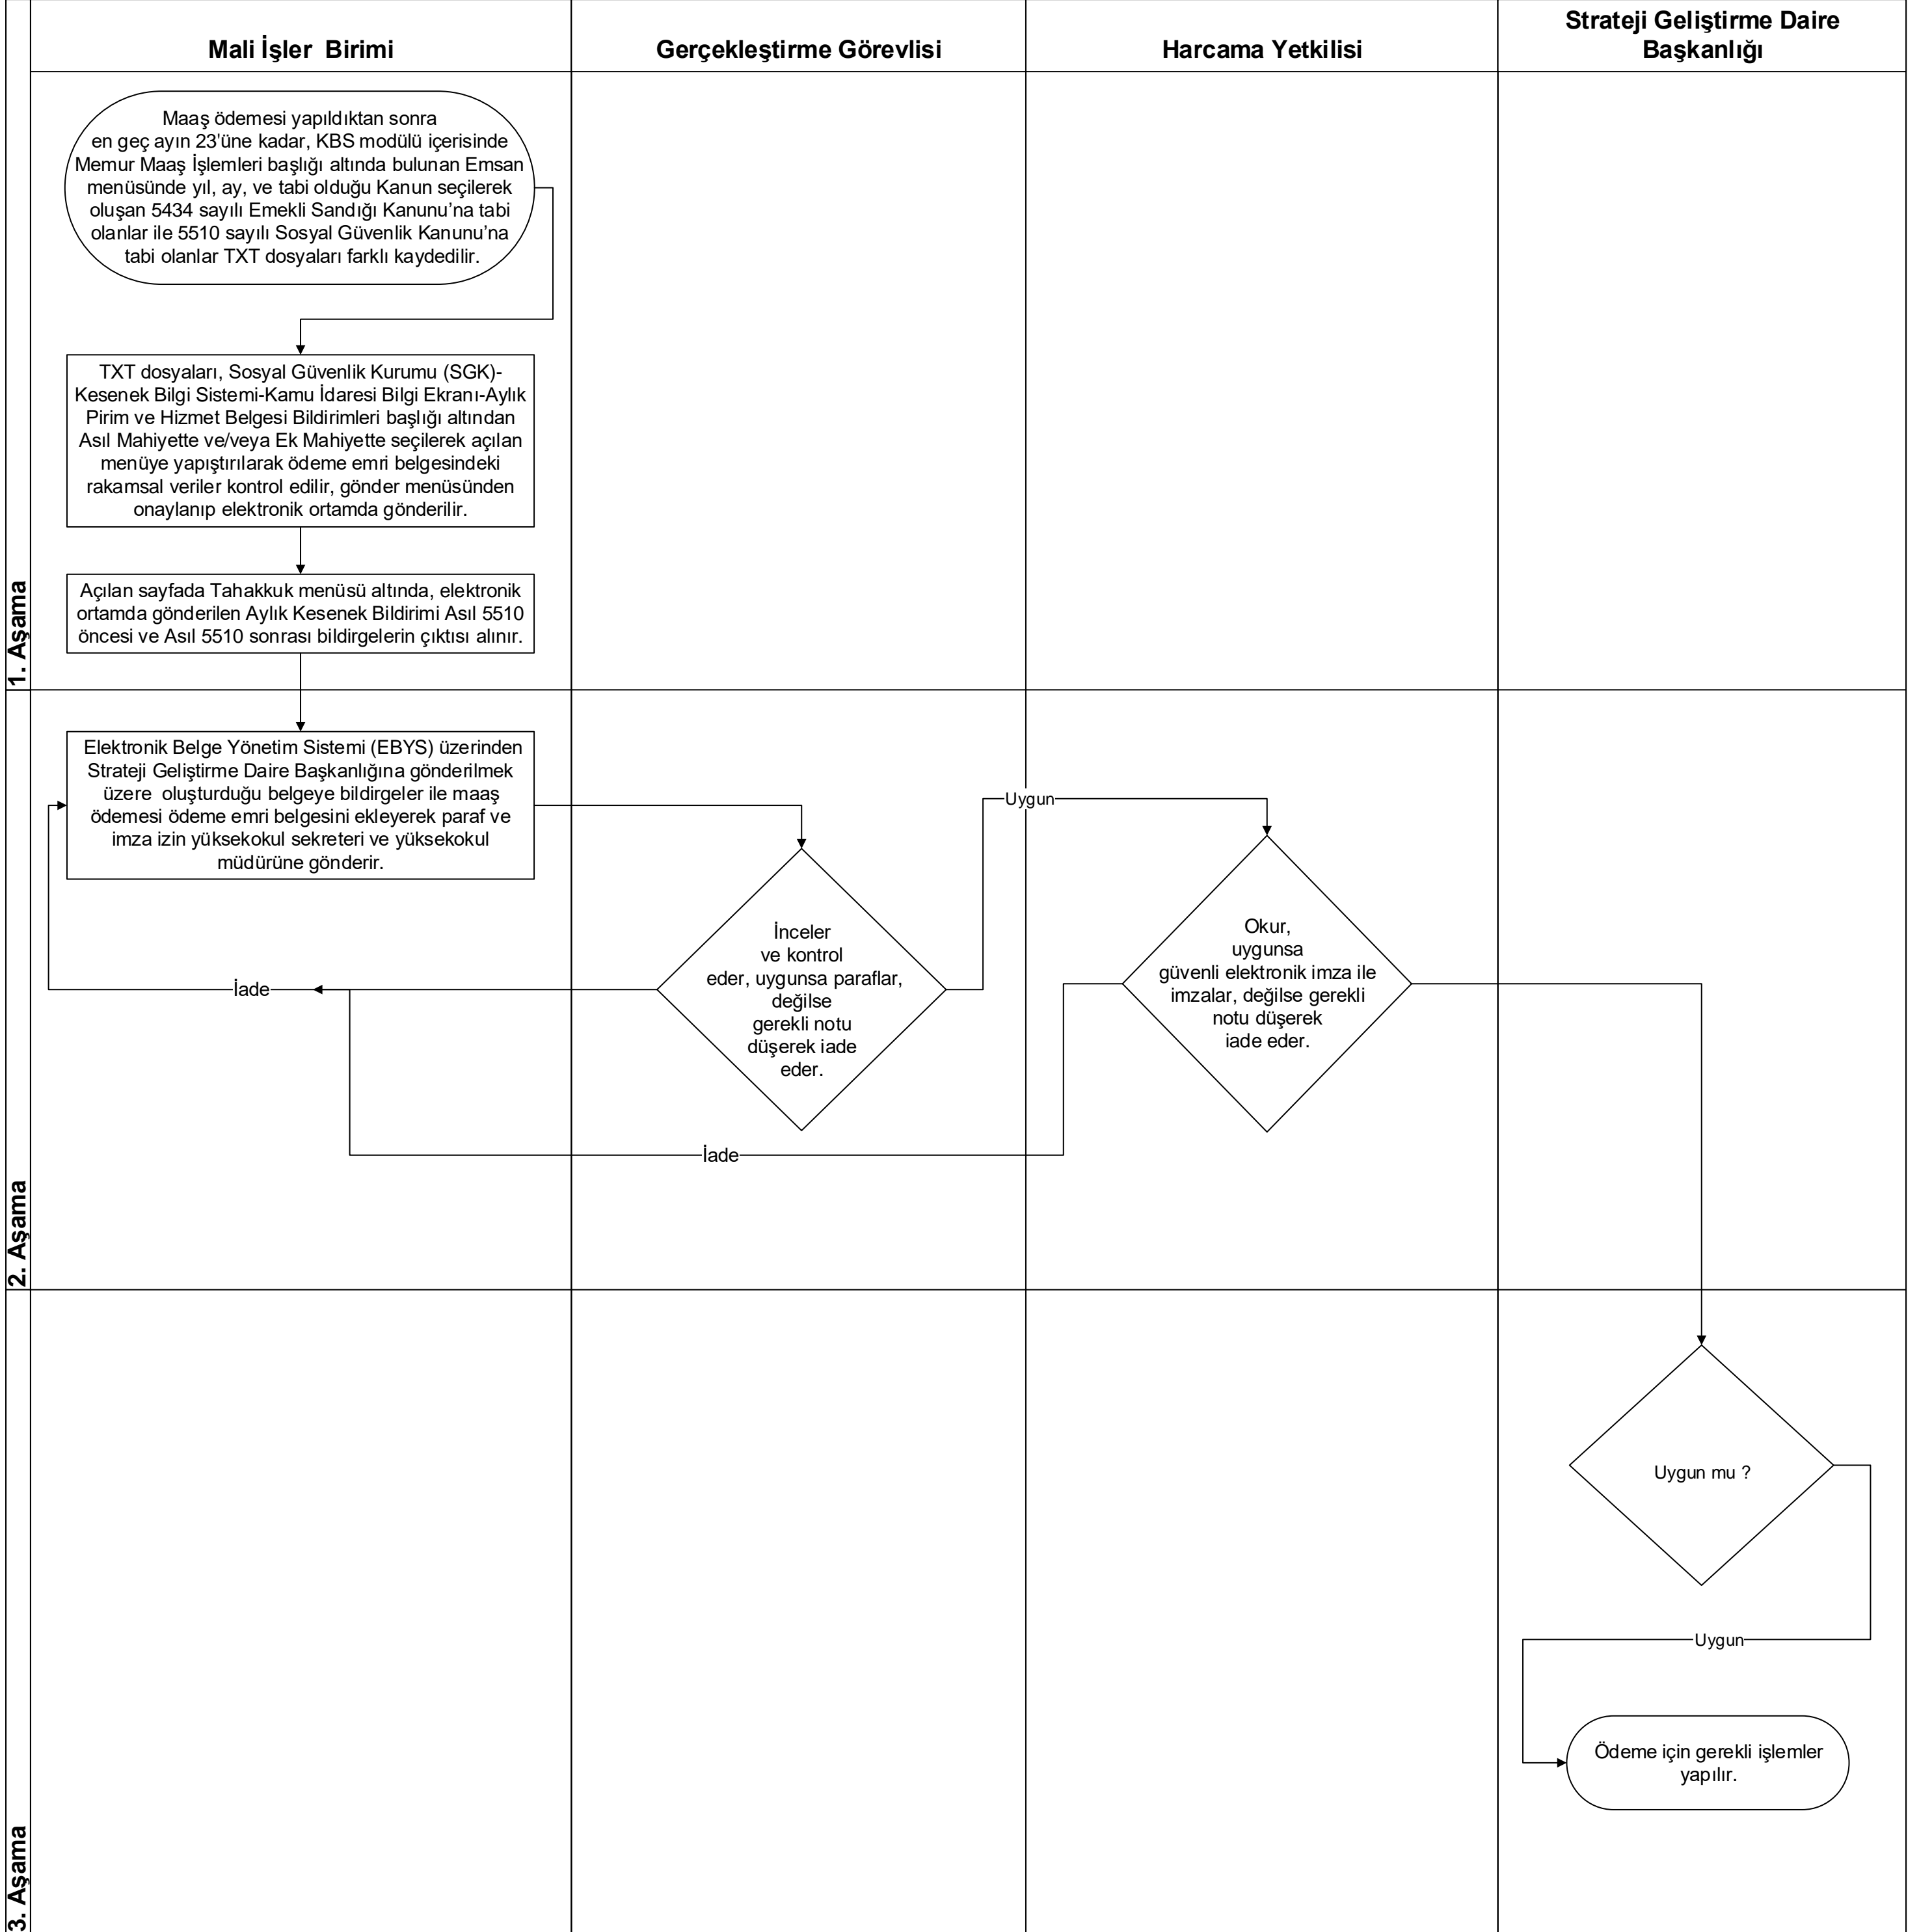 Mali İşler  Birimi
Gerçekleştirme Görevlisi
Harcama Yetkilisi
Strateji Geliştirme Daire
Başkanlığı
1. Aşama
Maaş ödemesi yapıldıktan sonra
en geç ayın 23'üne kadar, KBS modülü içerisinde
Memur Maaş İşlemleri başlığı altında bulunan Emsan
menüsünde yıl, ay, ve tabi olduğu Kanun seçilerek
oluşan 5434 sayılı Emekli Sandığı Kanunu’na tabi
olanlar ile 5510 sayılı Sosyal Güvenlik Kanunu’na
tabi olanlar TXT dosyaları farklı kaydedilir.
TXT dosyaları, Sosyal Güvenlik Kurumu (SGK)-
Kesenek Bilgi Sistemi-Kamu İdaresi Bilgi Ekranı-Aylık
Pirim ve Hizmet Belgesi Bildirimleri başlığı altından
Asıl Mahiyette ve/veya Ek Mahiyette seçilerek açılan
menüye yapıştırılarak ödeme emri belgesindeki
rakamsal veriler kontrol edilir, gönder menüsünden
onaylanıp elektronik ortamda gönderilir.
Açılan sayfada Tahakkuk menüsü altında, elektronik
ortamda gönderilen Aylık Kesenek Bildirimi Asıl 5510
öncesi ve Asıl 5510 sonrası bildirgelerin çıktısı alınır.
2. Aşama
Elektronik Belge Yönetim Sistemi (EBYS) üzerinden
Strateji Geliştirme Daire Başkanlığına gönderilmek
üzere  oluşturduğu belgeye bildirgeler ile maaş
ödemesi ödeme emri belgesini ekleyerek paraf ve
imza izin yüksekokul sekreteri ve yüksekokul
müdürüne gönderir.
Uygun
İnceler
ve kontrol
eder, uygunsa paraflar,
değilse
gerekli notu
düşerek iade
eder.
Okur,
uygunsa
güvenli elektronik imza ile
imzalar, değilse gerekli
notu düşerek
iade eder.
İade
İade
3. Aşama
Uygun mu ?
Uygun
Ödeme için gerekli işlemler
yapılır.